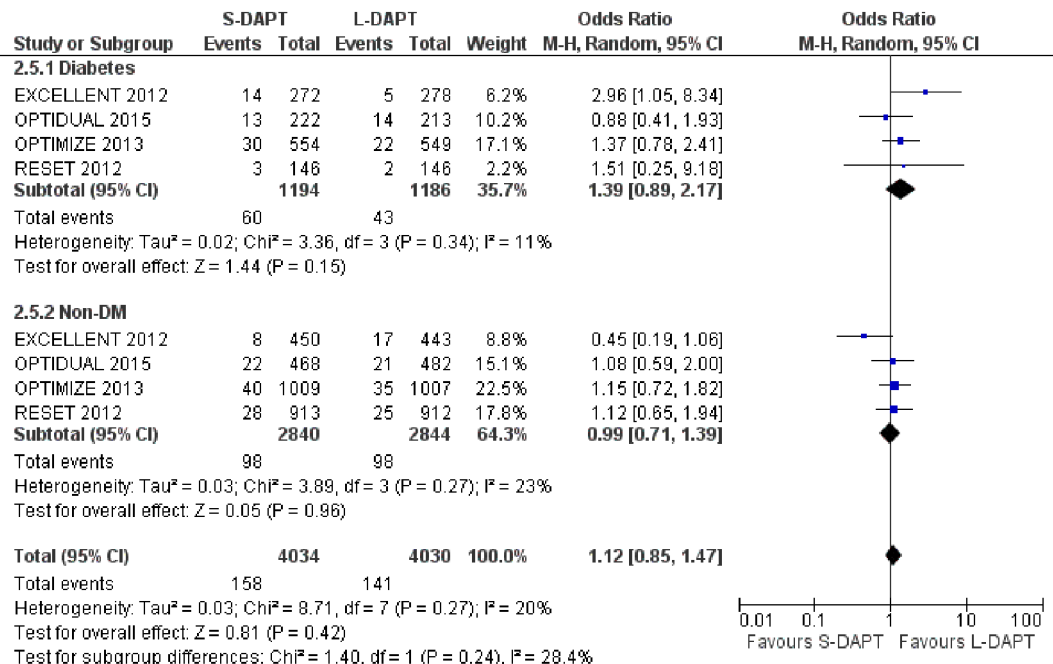 S-DAPT L-DAPT Odds Ratio Odds Ratio
Study or Subgroup Events Total Events Total Weight M-H, Random, 95% CI M-H, Random, 95% CI
2.5.1 Diabetes
EXCELLENT 2012 14 272 5 278 6.2% 2.96 [1.05, 8.34]
OPTIDUAL 2015 13 222 14 213 10.2% 0.88 [0.41, 1.93]
OPTIMIZE 2013 30 554 22 549 17.1% 1.37 [0.78, 2.41]
RESET 2012 3 146 2 146 2.2% 1.51 [0.25, 9.18]
Subtotal (95% CI) 1194 1186 35.7% 1.39 [0.89, 2.17]
Total events 60 43
Heterogeneity: Tau² = 0.02; Chi² = 3.36, df = 3 (P = 0.34); I² = 11%
Test for overall effect: Z = 1.44 (P = 0.15)
2.5.2 Non-DM
EXCELLENT 2012 8 450 17 443 8.8% 0.45 [0.19, 1.06]
OPTIDUAL 2015 22 468 21 482 15.1% 1.08 [0.59, 2.00]
OPTIMIZE 2013 40 1009 35 1007 22.5% 1.15 [0.72, 1.82]
RESET 2012 28 913 25 912 17.8% 1.12 [0.65, 1.94]
Subtotal (95% CI) 2840 2844 64.3% 0.99 [0.71, 1.39]
Total events 98 98
Heterogeneity: Tau² = 0.03; Chi² = 3.89, df = 3 (P = 0.27); I² = 23%
Test for overall effect: Z = 0.05 (P = 0.96)
Total (95% CI) 4034 4030 100.0% 1.12 [0.85, 1.47]
Total events 158 141
Heterogeneity: Tau² = 0.03; Chi² = 8.71, df = 7 (P = 0.27); I² = 20%
Test for overall effect: Z = 0.81 (P = 0.42)
Test for subgroup differences: Chi² = 1.40, df = 1 (P = 0.24), I² = 28.4%
0.01 0.1 1 10 100
Favours S-DAPT Favours L-DAPT